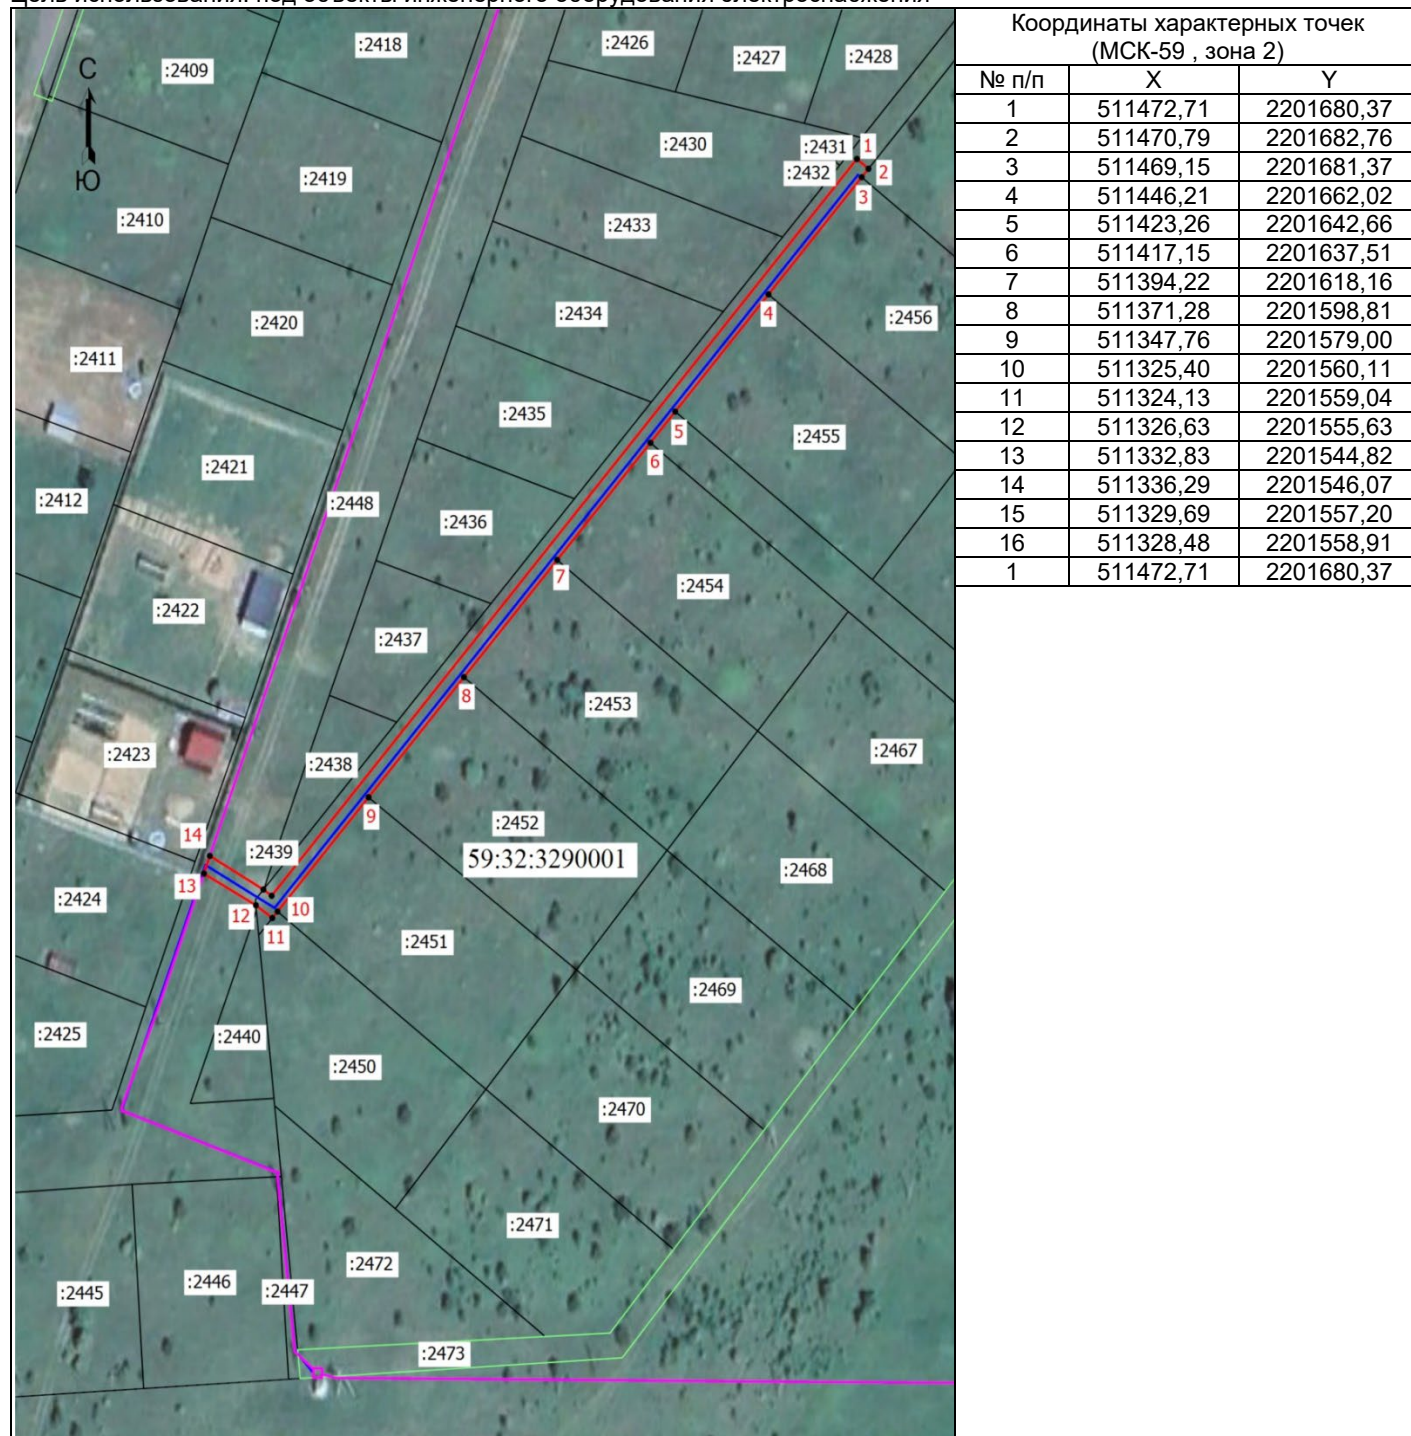 Цель использования: под объекты инженерного оборудования электроснабжения
Координаты характерных точек
(МСК-59 , зона 2)
№ п/п X Y
1 511472,71 2201680,37
2 511470,79 2201682,76
3 511469,15 2201681,37
4 511446,21 2201662,02
5 511423,26 2201642,66
6 511417,15 2201637,51
7 511394,22 2201618,16
8 511371,28 2201598,81
9 511347,76 2201579,00
10 511325,40 2201560,11
11 511324,13 2201559,04
12 511326,63 2201555,63
13 511332,83 2201544,82
14 511336,29 2201546,07
15 511329,69 2201557,20
16 511328,48 2201558,91
1 511472,71 2201680,37
С
Ю
:2418
:2426
:2427
:2428
:2409
:2430
:2431
1
:2432
2
3
:2419
:2410
:2433
:2420
:2434
4
:2456
:2411
:2435
5
:2455
6
:2421
:2412
:2448
:2436
7
:2454
:2422
:2437
8
:2453
:2423
:2438
:2467
9
:2452
14
:2439
59:32:3290001
:2468
13
:2424
12
10
11
:2451
:2469
:2425
:2440
:2450
:2470
:2471
:2472
:2446
:2445
:2447
:2473